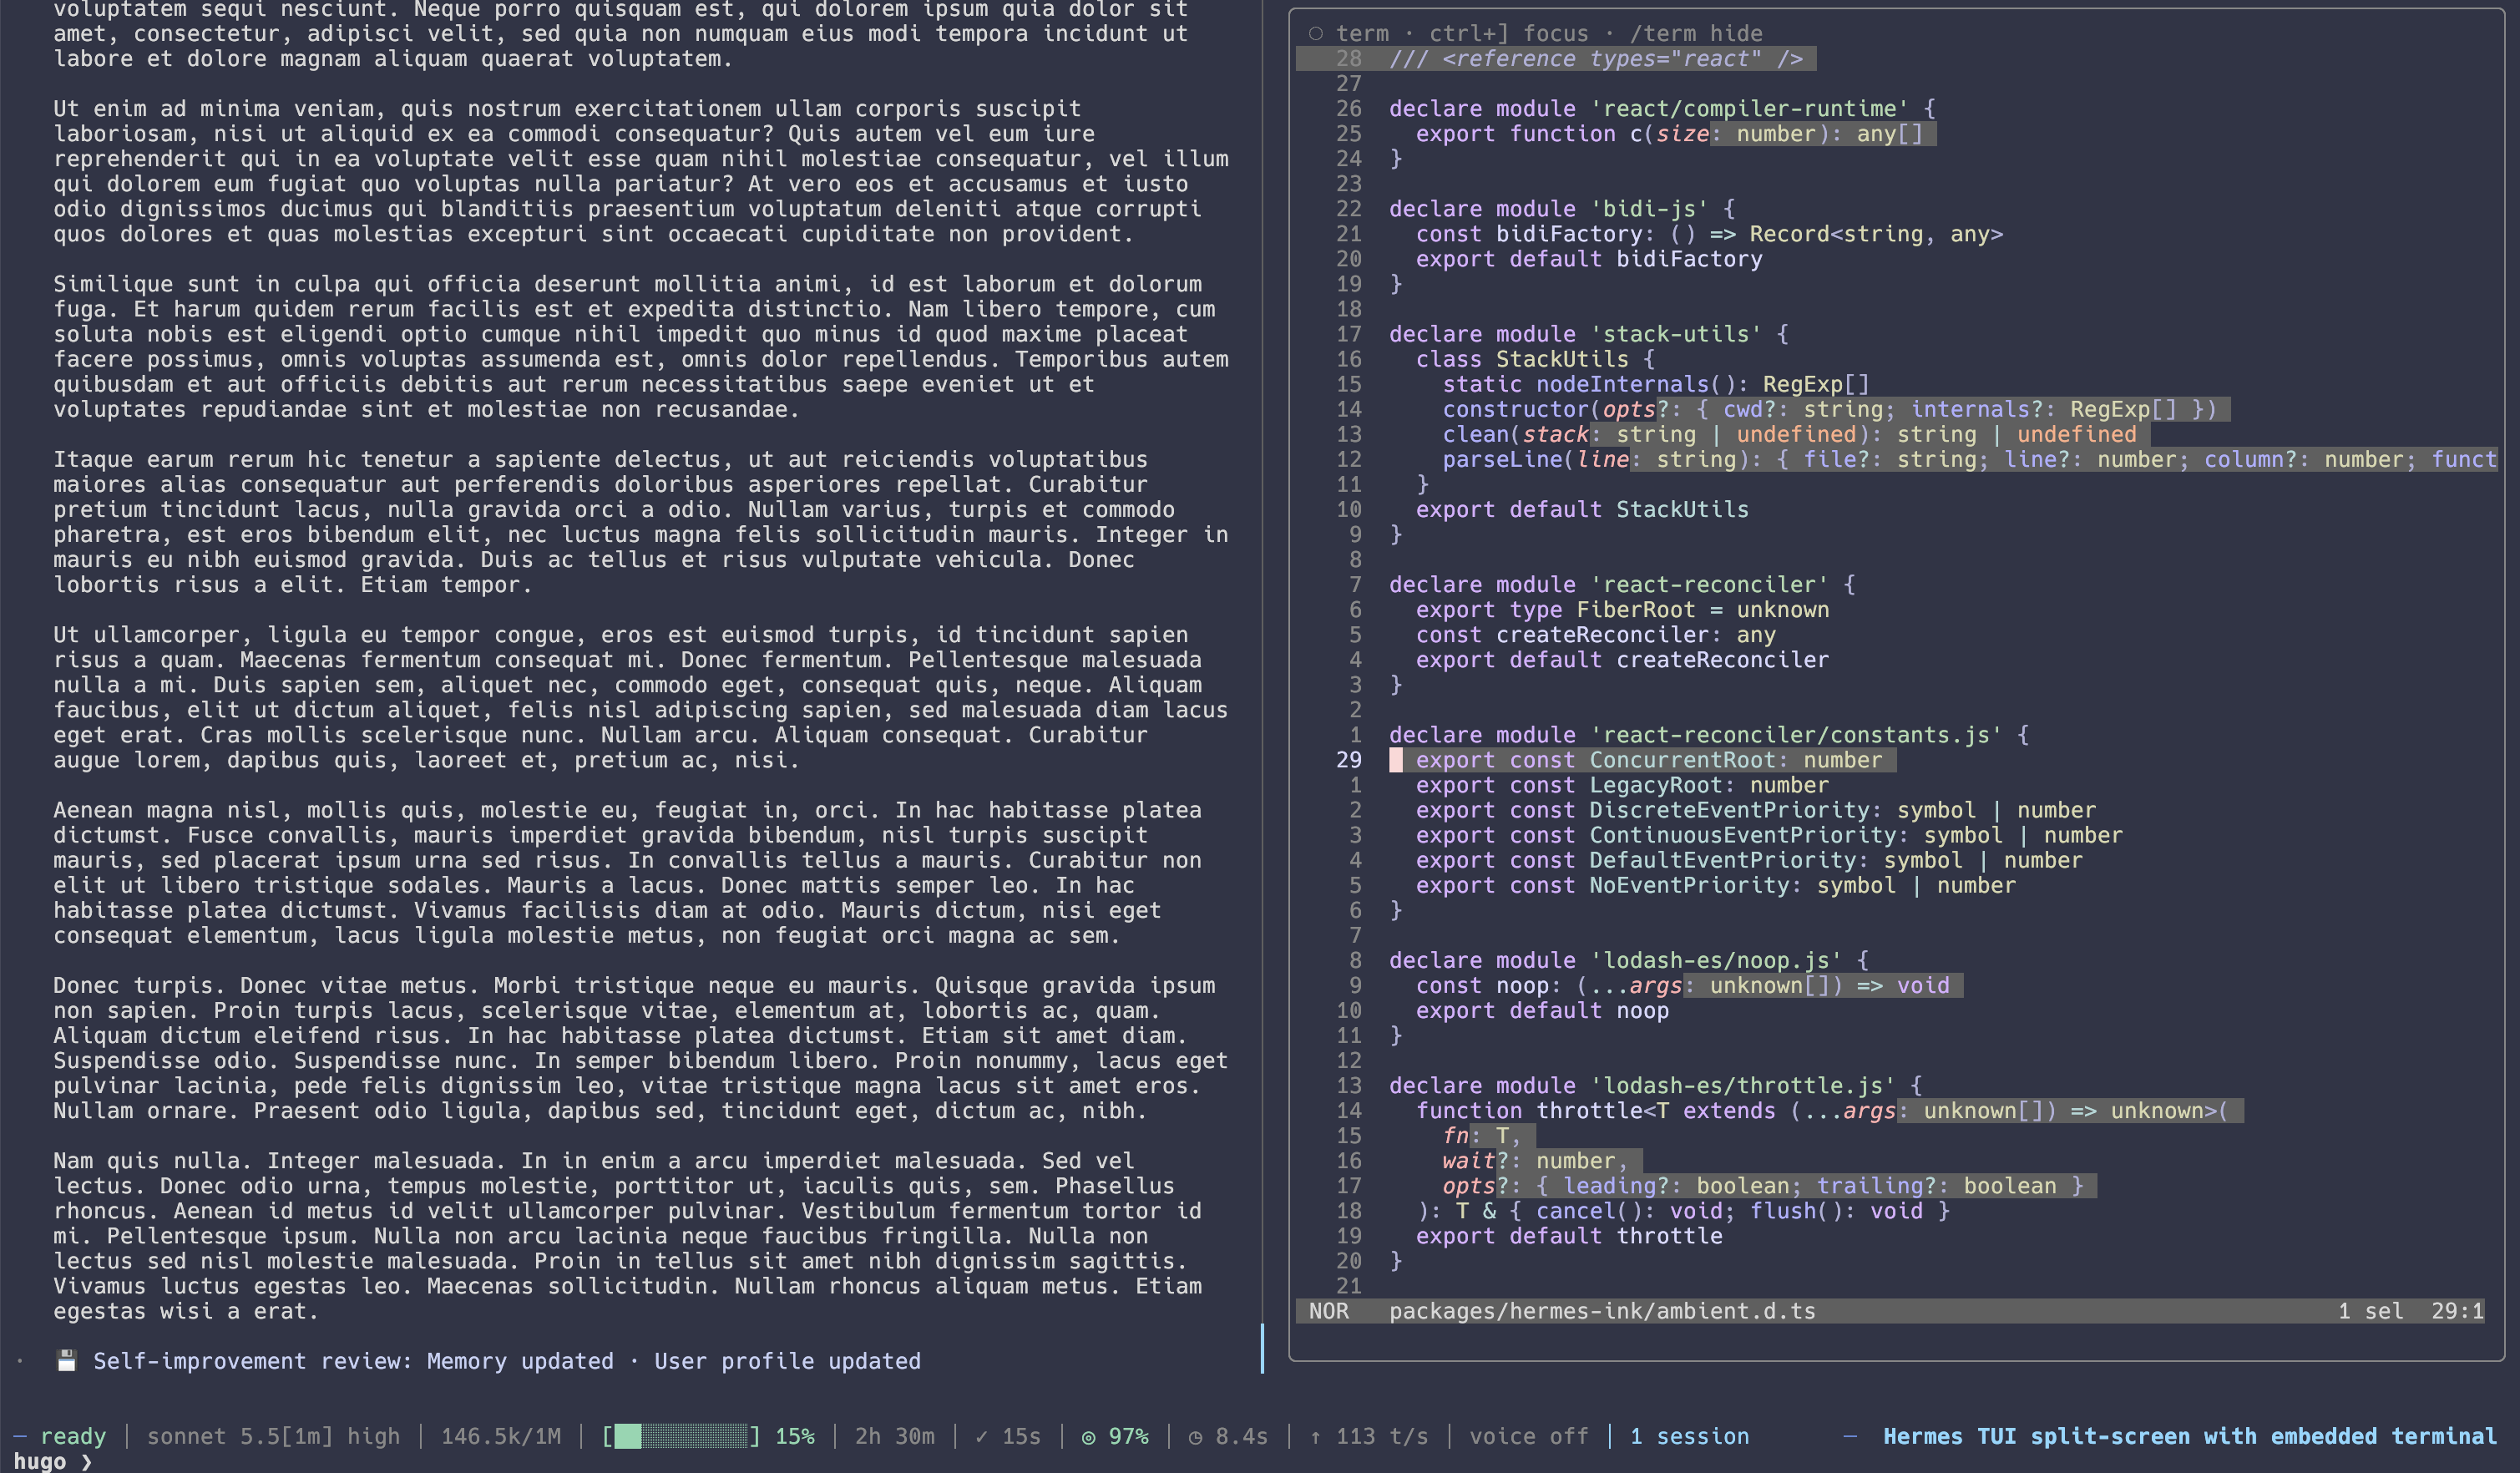 voluptatem sequi nesciunt. Neque porro quisquam est, qui dolorem ipsum quia dolor sit
amet, consectetur, adipisci velit, sed quia non numquam eius modi tempora incidunt ut
labore et dolore magnam aliquam quaerat voluptatem.
Ut enim ad minima veniam, quis nostrum exercitationem ullam corporis suscipit
laboriosam, nisi ut aliquid ex ea commodi consequatur? Quis autem vel eum iure
reprehenderit qui in ea voluptate velit esse quam nihil molestiae consequatur, vel illum
qui dolorem eum fugiat quo voluptas nulla pariatur? At vero eos et accusamus et iusto
odio dignissimos ducimus qui blanditiis praesentium voluptatum deleniti atque corrupti
quos dolores et quas molestias excepturi sint occaecati cupiditate non provident.
Similique sunt in culpa qui officia deserunt mollitia animi, id est laborum et dolorum
fuga. Et harum quidem rerum facilis est et expedita distinctio. Nam libero tempore, cum
soluta nobis est eligendi optio cumque nihil impedit quo minus id quod maxime placeat
facere possimus, omnis voluptas assumenda est, omnis dolor repellendus. Temporibus autem
quibusdam et aut officiis debitis aut rerum necessitatibus saepe eveniet ut et
voluptates repudiandae sint et molestiae non recusandae.
Itaque earum rerum hic tenetur a sapiente delectus, ut aut reiciendis voluptatibus
maiores alias consequatur aut perferendis doloribus asperiores repellat. Curabitur
pretium tincidunt lacus, nulla gravida orci a odio. Nullam varius, turpis et commodo
pharetra, est eros bibendum elit, nec luctus magna felis sollicitudin mauris. Integer in
mauris eu nibh euismod gravida. Duis ac tellus et risus vulputate vehicula. Donec
lobortis risus a elit. Etiam tempor.
Ut ullamcorper, ligula eu tempor congue, eros est euismod turpis, id tincidunt sapien
risus a quam. Maecenas fermentum consequat mi. Donec fermentum. Pellentesque malesuada
nulla a mi. Duis sapien sem, aliquet nec, commodo eget, consequat quis, neque. Aliquam
faucibus, elit ut dictum aliquet, felis nisl adipiscing sapien, sed malesuada diam lacus
eget erat. Cras mollis scelerisque nunc. Nullam arcu. Aliquam consequat. Curabitur
augue lorem, dapibus quis, laoreet et, pretium ac, nisi.
Aenean magna nisl, mollis quis, molestie eu, feugiat in, orci. In hac habitasse platea
dictumst. Fusce convallis, mauris imperdiet gravida bibendum, nisl turpis suscipit
mauris, sed placerat ipsum urna sed risus. In convallis tellus a mauris. Curabitur non
elit ut libero tristique sodales. Mauris a lacus. Donec mattis semper leo. In hac
habitasse platea dictumst. Vivamus facilisis diam at odio. Mauris dictum, nisi eget
consequat elementum, lacus ligula molestie metus, non feugiat orci magna ac sem.
Donec turpis. Donec vitae metus. Morbi tristique neque eu mauris. Quisque gravida ipsum
non sapien. Proin turpis lacus, scelerisque vitae, elementum at, lobortis ac, quam.
Aliquam dictum eleifend risus. In hac habitasse platea dictumst. Etiam sit amet diam.
Suspendisse odio. Suspendisse nunc. In semper bibendum libero. Proin nonummy, lacus eget
pulvinar lacinia, pede felis dignissim leo, vitae tristique magna lacus sit amet eros.
Nullam ornare. Praesent odio ligula, dapibus sed, tincidunt eget, dictum ac, nibh.
Nam quis nulla. Integer malesuada. In in enim a arcu imperdiet malesuada. Sed vel
lectus. Donec odio urna, tempus molestie, porttitor ut, iaculis quis, sem. Phasellus
rhoncus. Aenean id metus id velit ullamcorper pulvinar. Vestibulum fermentum tortor id
mi. Pellentesque ipsum. Nulla non arcu lacinia neque faucibus fringilla. Nulla non
lectus sed nisl molestie malesuada. Proin in tellus sit amet nibh dignissim sagittis.
Vivamus luctus egestas leo. Maecenas sollicitudin. Nullam rhoncus aliquam metus. Etiam
egestas wisi a erat.
· 💾 Self-improvement review: Memory updated · User profile updated
○ term · ctrl+] focus · /term hide
28 /// <reference types="react" />
27
26 declare module 'react/compiler-runtime' {
25   export function c(size: number): any[]
24 }
23
22 declare module 'bidi-js' {
21   const bidiFactory: () => Record<string, any>
20   export default bidiFactory
19 }
18
17 declare module 'stack-utils' {
16   class StackUtils {
15     static nodeInternals(): RegExp[]
14     constructor(opts?: { cwd?: string; internals?: RegExp[] })
13     clean(stack: string | undefined): string | undefined
12     parseLine(line: string): { file?: string; line?: number; column?: number; funct
11   }
10   export default StackUtils
9 }
8
7 declare module 'react-reconciler' {
6   export type FiberRoot = unknown
5   const createReconciler: any
4   export default createReconciler
3 }
2
1 declare module 'react-reconciler/constants.js' {
29   export const ConcurrentRoot: number
1   export const LegacyRoot: number
2   export const DiscreteEventPriority: symbol | number
3   export const ContinuousEventPriority: symbol | number
4   export const DefaultEventPriority: symbol | number
5   export const NoEventPriority: symbol | number
6 }
7
8 declare module 'lodash-es/noop.js' {
9   const noop: (...args: unknown[]) => void
10   export default noop
11 }
12
13 declare module 'lodash-es/throttle.js' {
14   function throttle<T extends (...args: unknown[]) => unknown>(
15     fn: T,
16     wait?: number,
17     opts?: { leading?: boolean; trailing?: boolean }
18   ): T & { cancel(): void; flush(): void }
19   export default throttle
20 }
21
NOR packages/hermes-ink/ambient.d.ts 1 sel 29:1
─ ready │ sonnet 5.5[1m] high │ 146.5k/1M │ [██░░░░░░░░] 15% │ 2h 30m │ ✓ 15s │ ◎ 97% │ ◷ 8.4s │ ↑ 113 t/s │ voice off │ 1 session ─ Hermes TUI split-screen with embedded terminal
hugo ❯